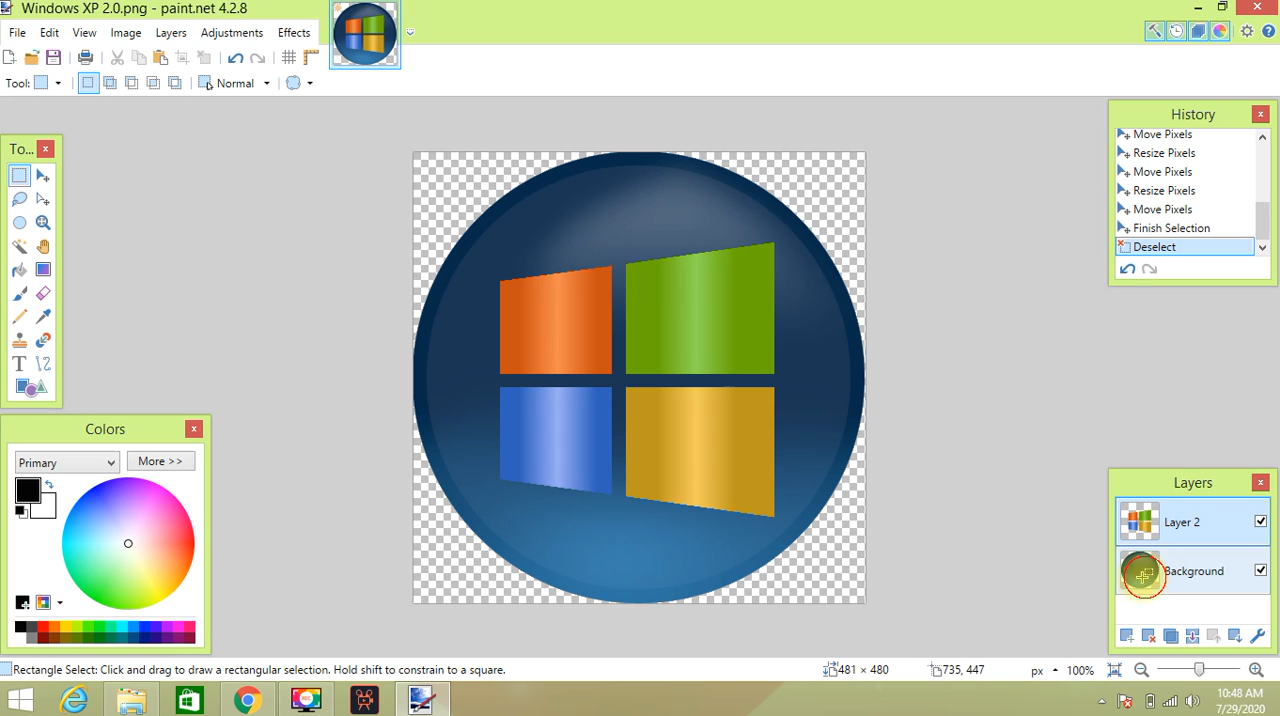 Windows XP 2.0.png - paint.net 4.2.8
File Edit View Image Layers Adjustments Effects
Tool: Normal
To...
History
Move Pixels
Resize Pixels
Move Pixels
Resize Pixels
Move Pixels
Finish Selection
Deselect
Colors
Primary More >>
Layers
Layer 2
Background
Rectangle Select: Click and drag to draw a rectangular selection. Hold shift to constrain to a square. 481 × 480 735, 447 px 100%
REC
10:48 AM
7/29/2020